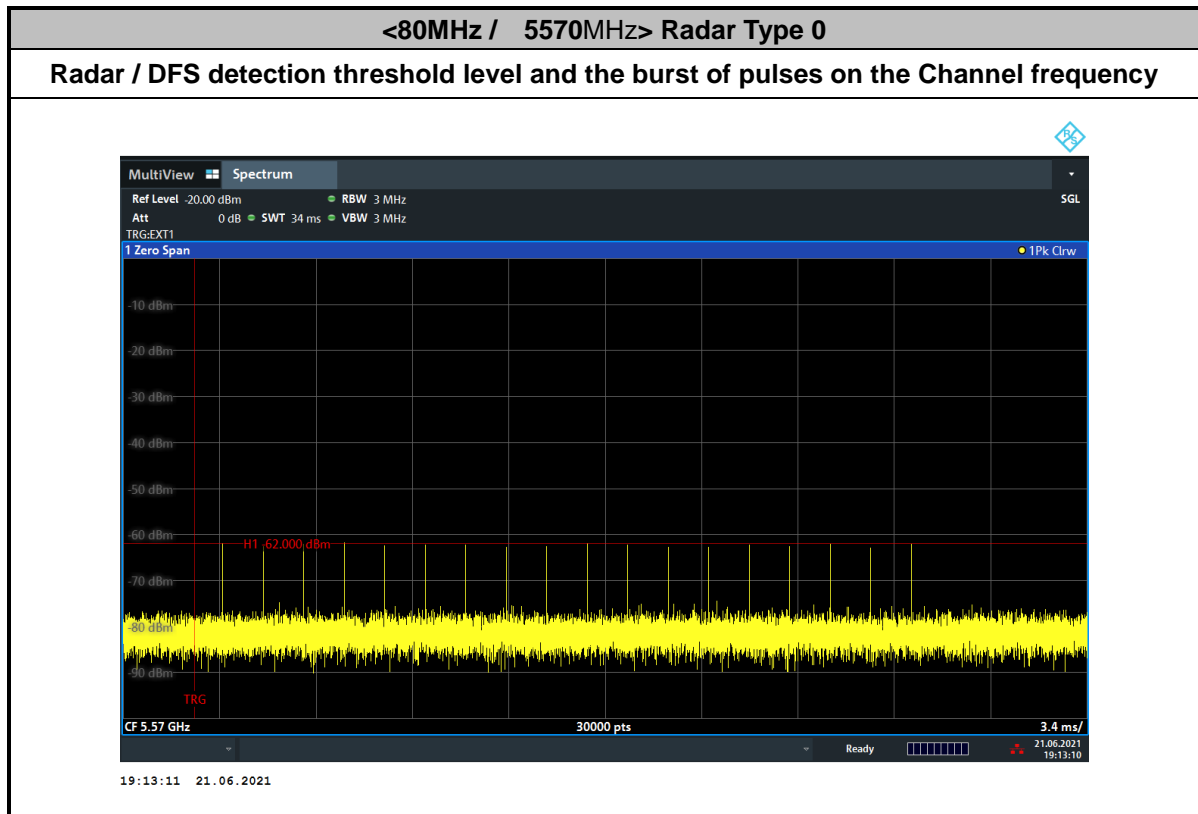 <80MHz / 5570MHz> Radar Type 0
Radar / DFS detection threshold level and the burst of pulses on the Channel frequency
R S
MultiView Spectrum
Ref Level -20.00 dBm RBW 3 MHz SGL
Att 0 dB SWT 34 ms VBW 3 MHz
TRG:EXT1
1 Zero Span 1Pk Clrw
-10 dBm
-20 dBm
-30 dBm
-40 dBm
-50 dBm
-60 dBm
H1 -62.000 dBm
-70 dBm
-80 dBm
-90 dBm
TRG
CF 5.57 GHz 30000 pts 3.4 ms/
Ready 21.06.2021
19:13:10
19:13:11 21.06.2021